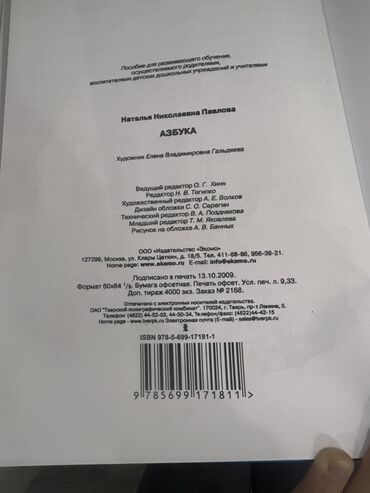 Пособие для развивающего обучения,
осуществляемого родителями,
воспитателями детских дошкольных учреждений и учителями
Наталья Николаевна Павлова
АЗБУКА
Художник Елена Владимировна Гальдяева
Ведущий редактор О. Г. Хинн
Редактор Н. В. Тегипко
Художественный редактор А. Е. Волков
Дизайн обложки С. О. Серегин
Технический редактор В. А. Позднякова
Младший редактор Т. М. Яковлева
Рисунок на обложке А. В. Банных
ООО «Издательство «Эксмо»
127299, Москва, ул. Клары Цеткин, д. 18/5. Тел. 411-68-86, 956-39-21.
Home page: www.eksmo.ru E-mail: info@eksmo.ru
Подписано в печать 13.10.2009.
Формат 60x84 1/8. Бумага офсетная. Печать офсет. Усл. печ. л. 9,33.
Доп. тираж 4000 экз. Заказ № 2168.
Отпечатано с электронных носителей издательства.
ОАО "Тверской полиграфический комбинат". 170024, г. Тверь, пр-т Ленина, 5.
Телефон: (4822) 44-52-03, 44-50-34, Телефон/факс: (4822)44-42-15
Home page - www.tverpk.ru Электронная почта (E-mail) - sales@tverpk.ru
ISBN 978-5-699-17181-1
9 785699 171811 >